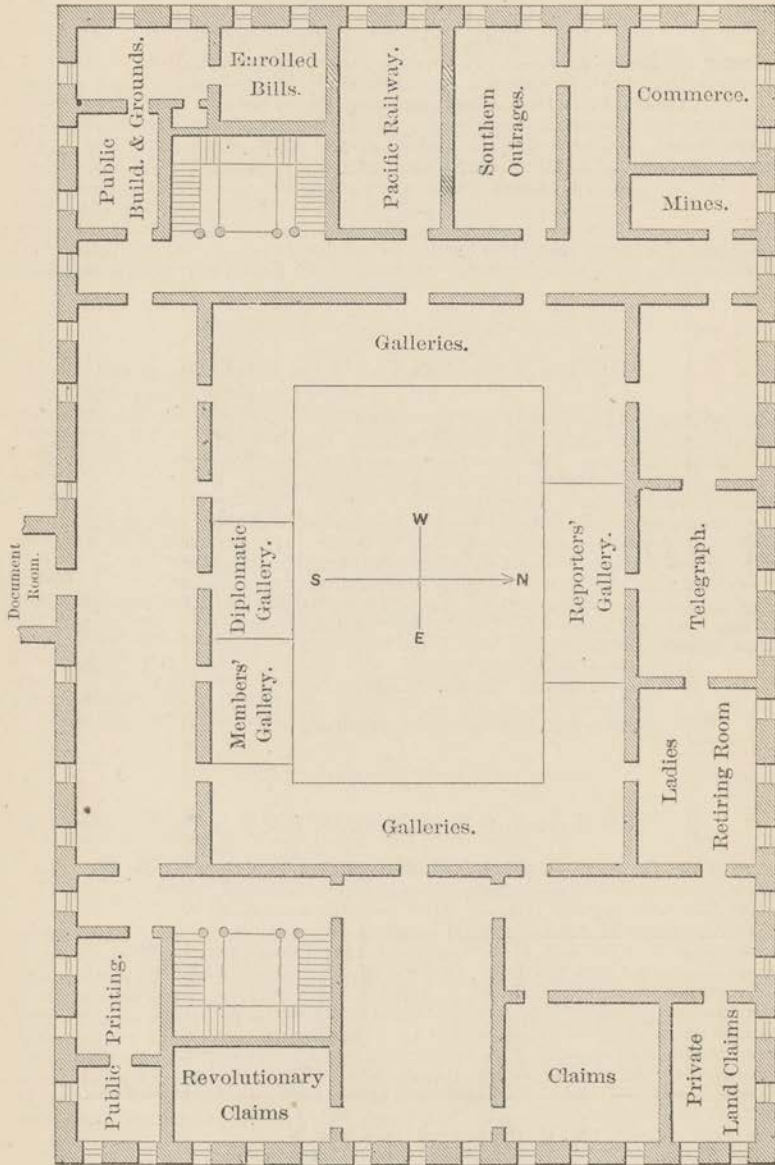 Enrolled
Bills.
Public
Build. & Grounds.
Pacific Railway.
Southern
Outrages.
Commerce.
Mines.
Galleries.
Document
Room.
Diplomatic
Gallery.
Members'
Gallery.
W
S
N
E
Reporters'
Gallery.
Telegraph.
Ladies
Retiring Room
Galleries.
Public Printing.
Revolutionary
Claims
Claims
Private
Land Claims